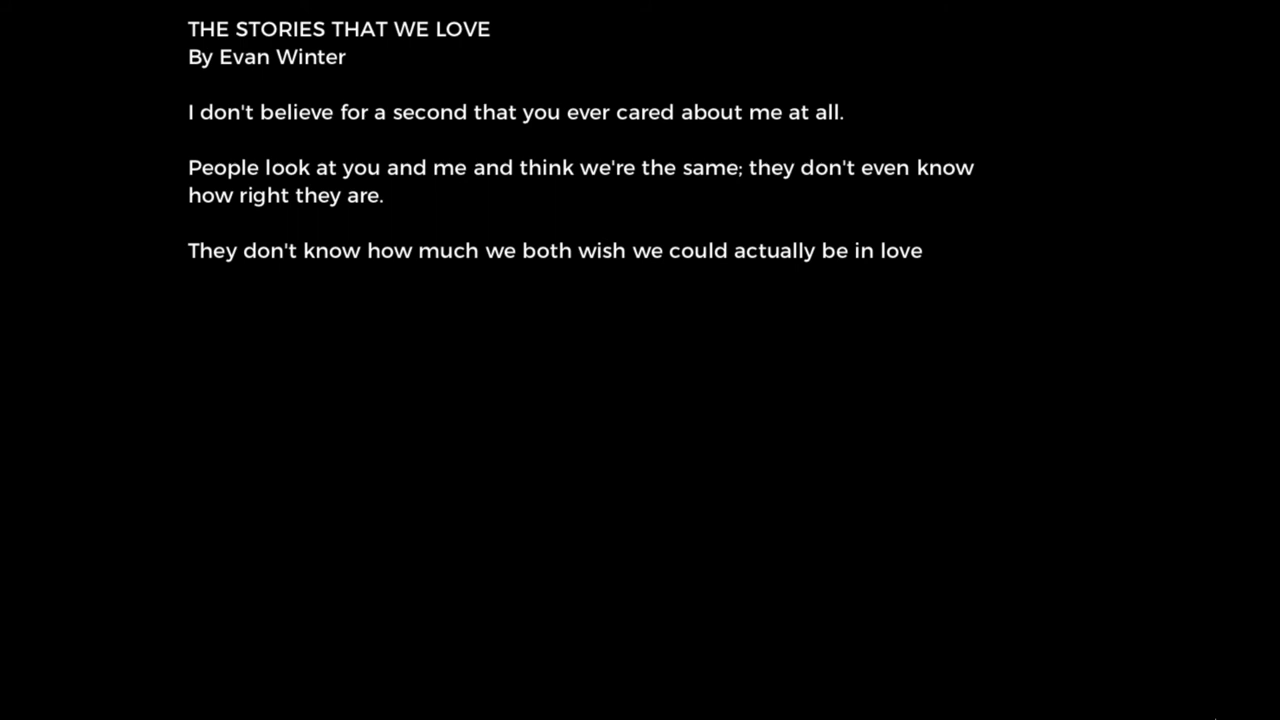 THE STORIES THAT WE LOVE
By Evan Winter
I don't believe for a second that you ever cared about me at all.
People look at you and me and think we're the same; they don't even know
how right they are.
They don't know how much we both wish we could actually be in love